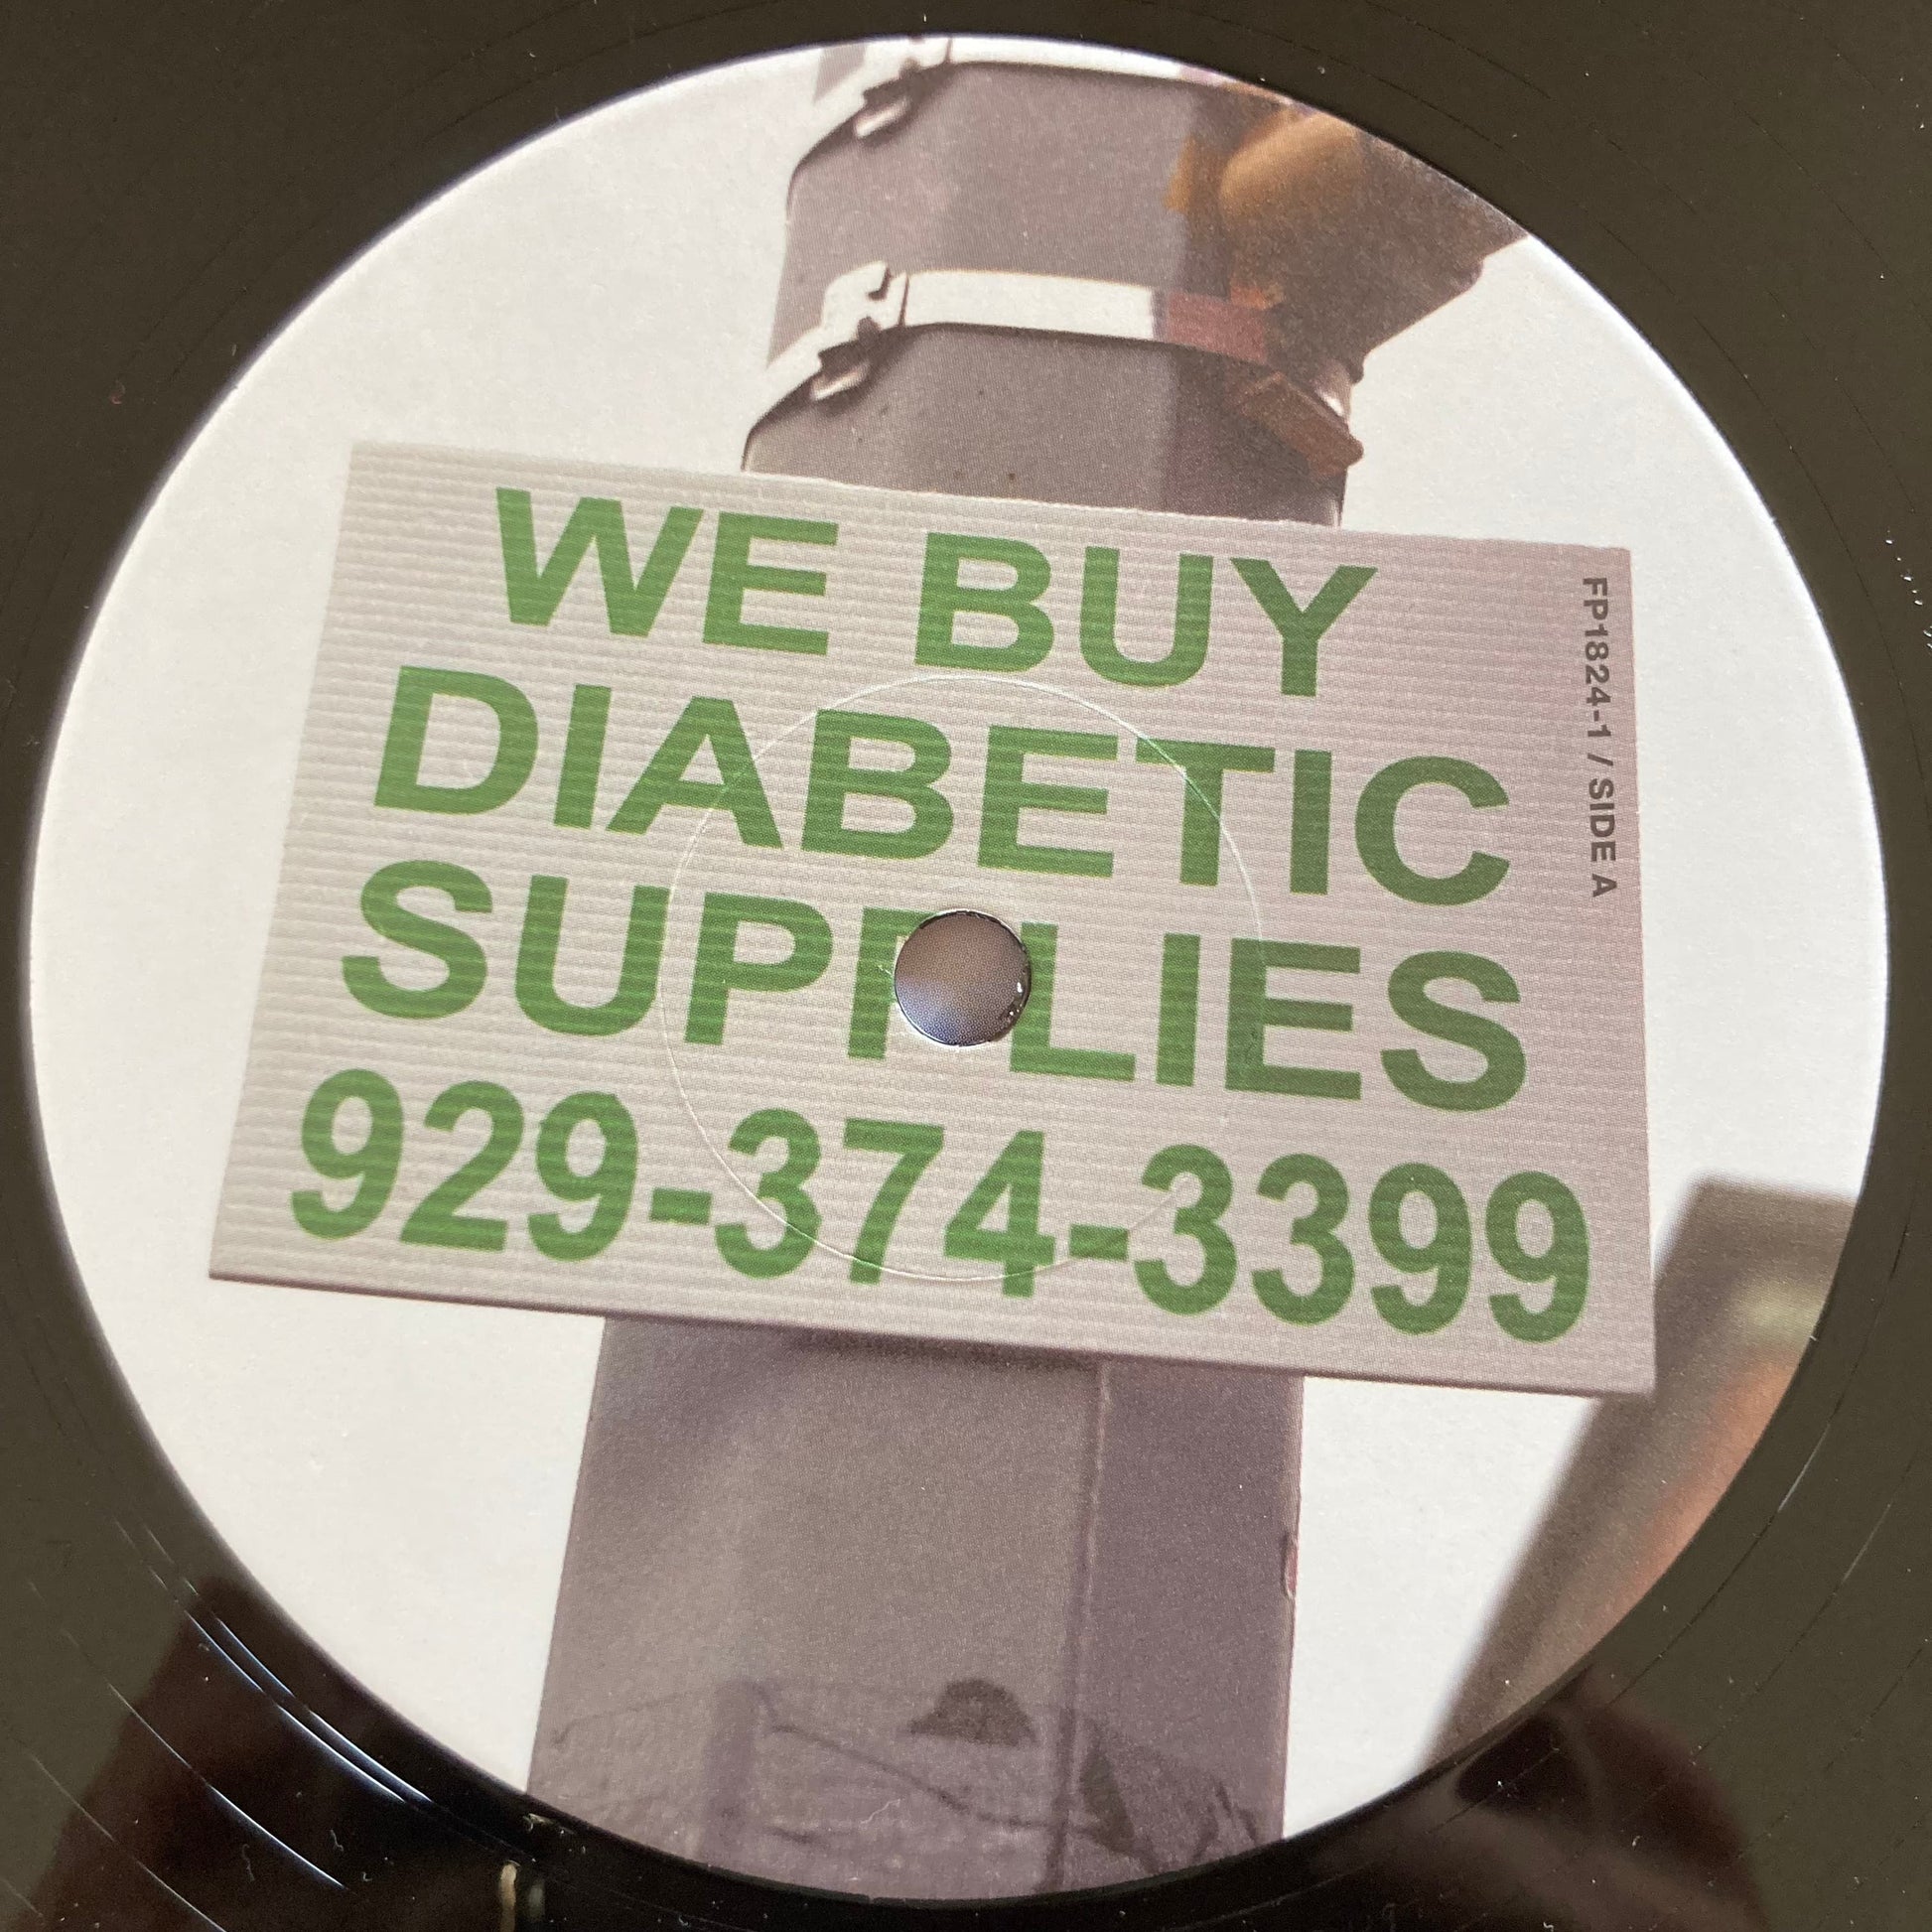 WE BUY
DIABETIC
SUPPLIES
929-374-3399
FP1824-1 / SIDE A